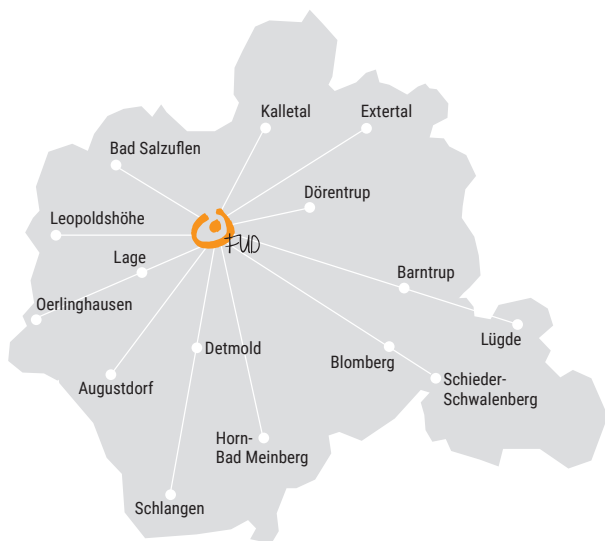 Kalletal
Extertal
Bad Salzuflen
Dörentrup
Leopoldshöhe
FUD
Lage
Barntrup
Oerlinghausen
Lügde
Detmold
Blomberg
Augustdorf
Schieder-
Schwalenberg
Horn-
Bad Meinberg
Schlangen